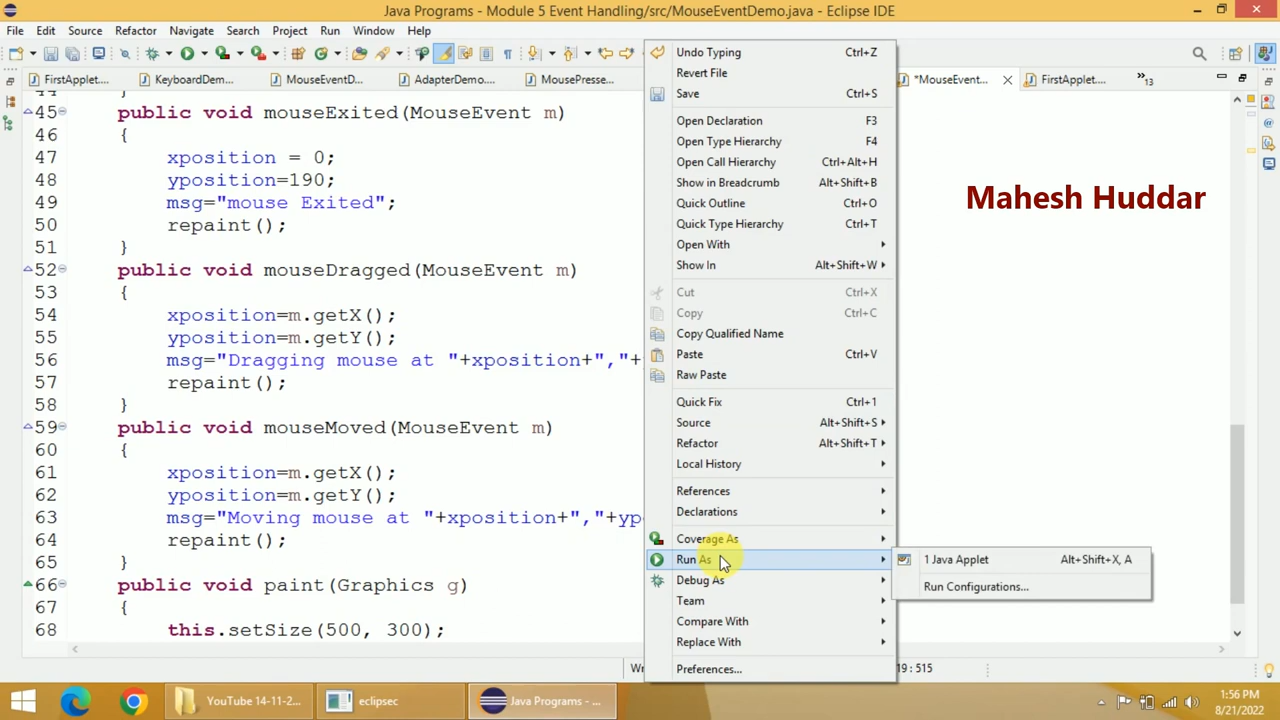 Java Programs - Module 5 Event Handling/src/MouseEventDemo.java - Eclipse IDE
File Edit Source Refactor Navigate Search Project Run Window Help
FirstApplet.... KeyboardDem... MouseEventD... AdapterDemo.... MousePresse... *MouseEvent... FirstApplet.... »13
45 public void mouseExited(MouseEvent m)
46 {
47 xposition = 0;
48 yposition=190;
49 msg="mouse Exited";
50 repaint();
51 }
52 public void mouseDragged(MouseEvent m)
53 {
54 xposition=m.getX();
55 yposition=m.getY();
56 msg="Dragging mouse at "+xposition+","+
57 repaint();
58 }
59 public void mouseMoved(MouseEvent m)
60 {
61 xposition=m.getX();
62 yposition=m.getY();
63 msg="Moving mouse at "+xposition+","+yp
64 repaint();
65 }
66 public void paint(Graphics g)
67 {
68 this.setSize(500, 300);
Undo Typing Ctrl+Z
Revert File
Save Ctrl+S
Open Declaration F3
Open Type Hierarchy F4
Open Call Hierarchy Ctrl+Alt+H
Show in Breadcrumb Alt+Shift+B
Quick Outline Ctrl+O
Quick Type Hierarchy Ctrl+T
Open With
Show In Alt+Shift+W
Cut Ctrl+X
Copy Ctrl+C
Copy Qualified Name
Paste Ctrl+V
Raw Paste
Quick Fix Ctrl+1
Source Alt+Shift+S
Refactor Alt+Shift+T
Local History
References
Declarations
Coverage As
Run As
Debug As
Team
Compare With
Replace With
Preferences...
1 Java Applet Alt+Shift+X, A
Run Configurations...
Mahesh Huddar
19 : 515
YouTube 14-11-2... eclipsec Java Programs - ...
1:56 PM
8/21/2022